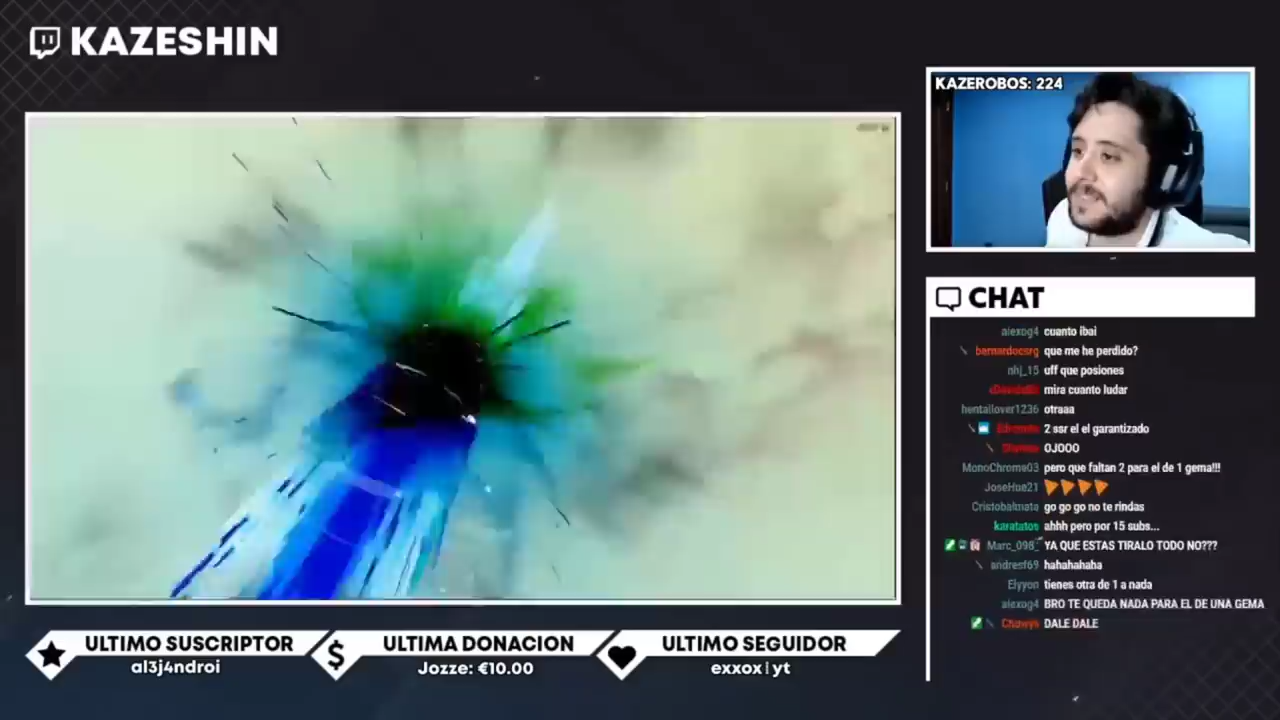 KAZESHIN
KAZEROBOS: 224
CHAT
alexog4 cuanto ibai
bernardocsrg que me he perdido?
nhj_15 uff que posiones
mira cuanto ludar
hentailover1236 otraaa
2 ssr el el garantizado
OJOOO
MonoChrome03 pero que faltan 2 para el de 1 gema!!!
JoseHue21
Cristobalmata go go go no te rindas
karatatos ahhh pero por 15 subs...
Marc_098_ YA QUE ESTAS TIRALO TODO NO???
andresf69 hahahahaha
Elyyon tienes otra de 1 a nada
alexog4 BRO TE QUEDA NADA PARA EL DE UNA GEMA
Chowys DALE DALE
ULTIMO SUSCRIPTOR
al3j4ndroi
ULTIMA DONACION
Jozze: €10.00
ULTIMO SEGUIDOR
exxox|yt